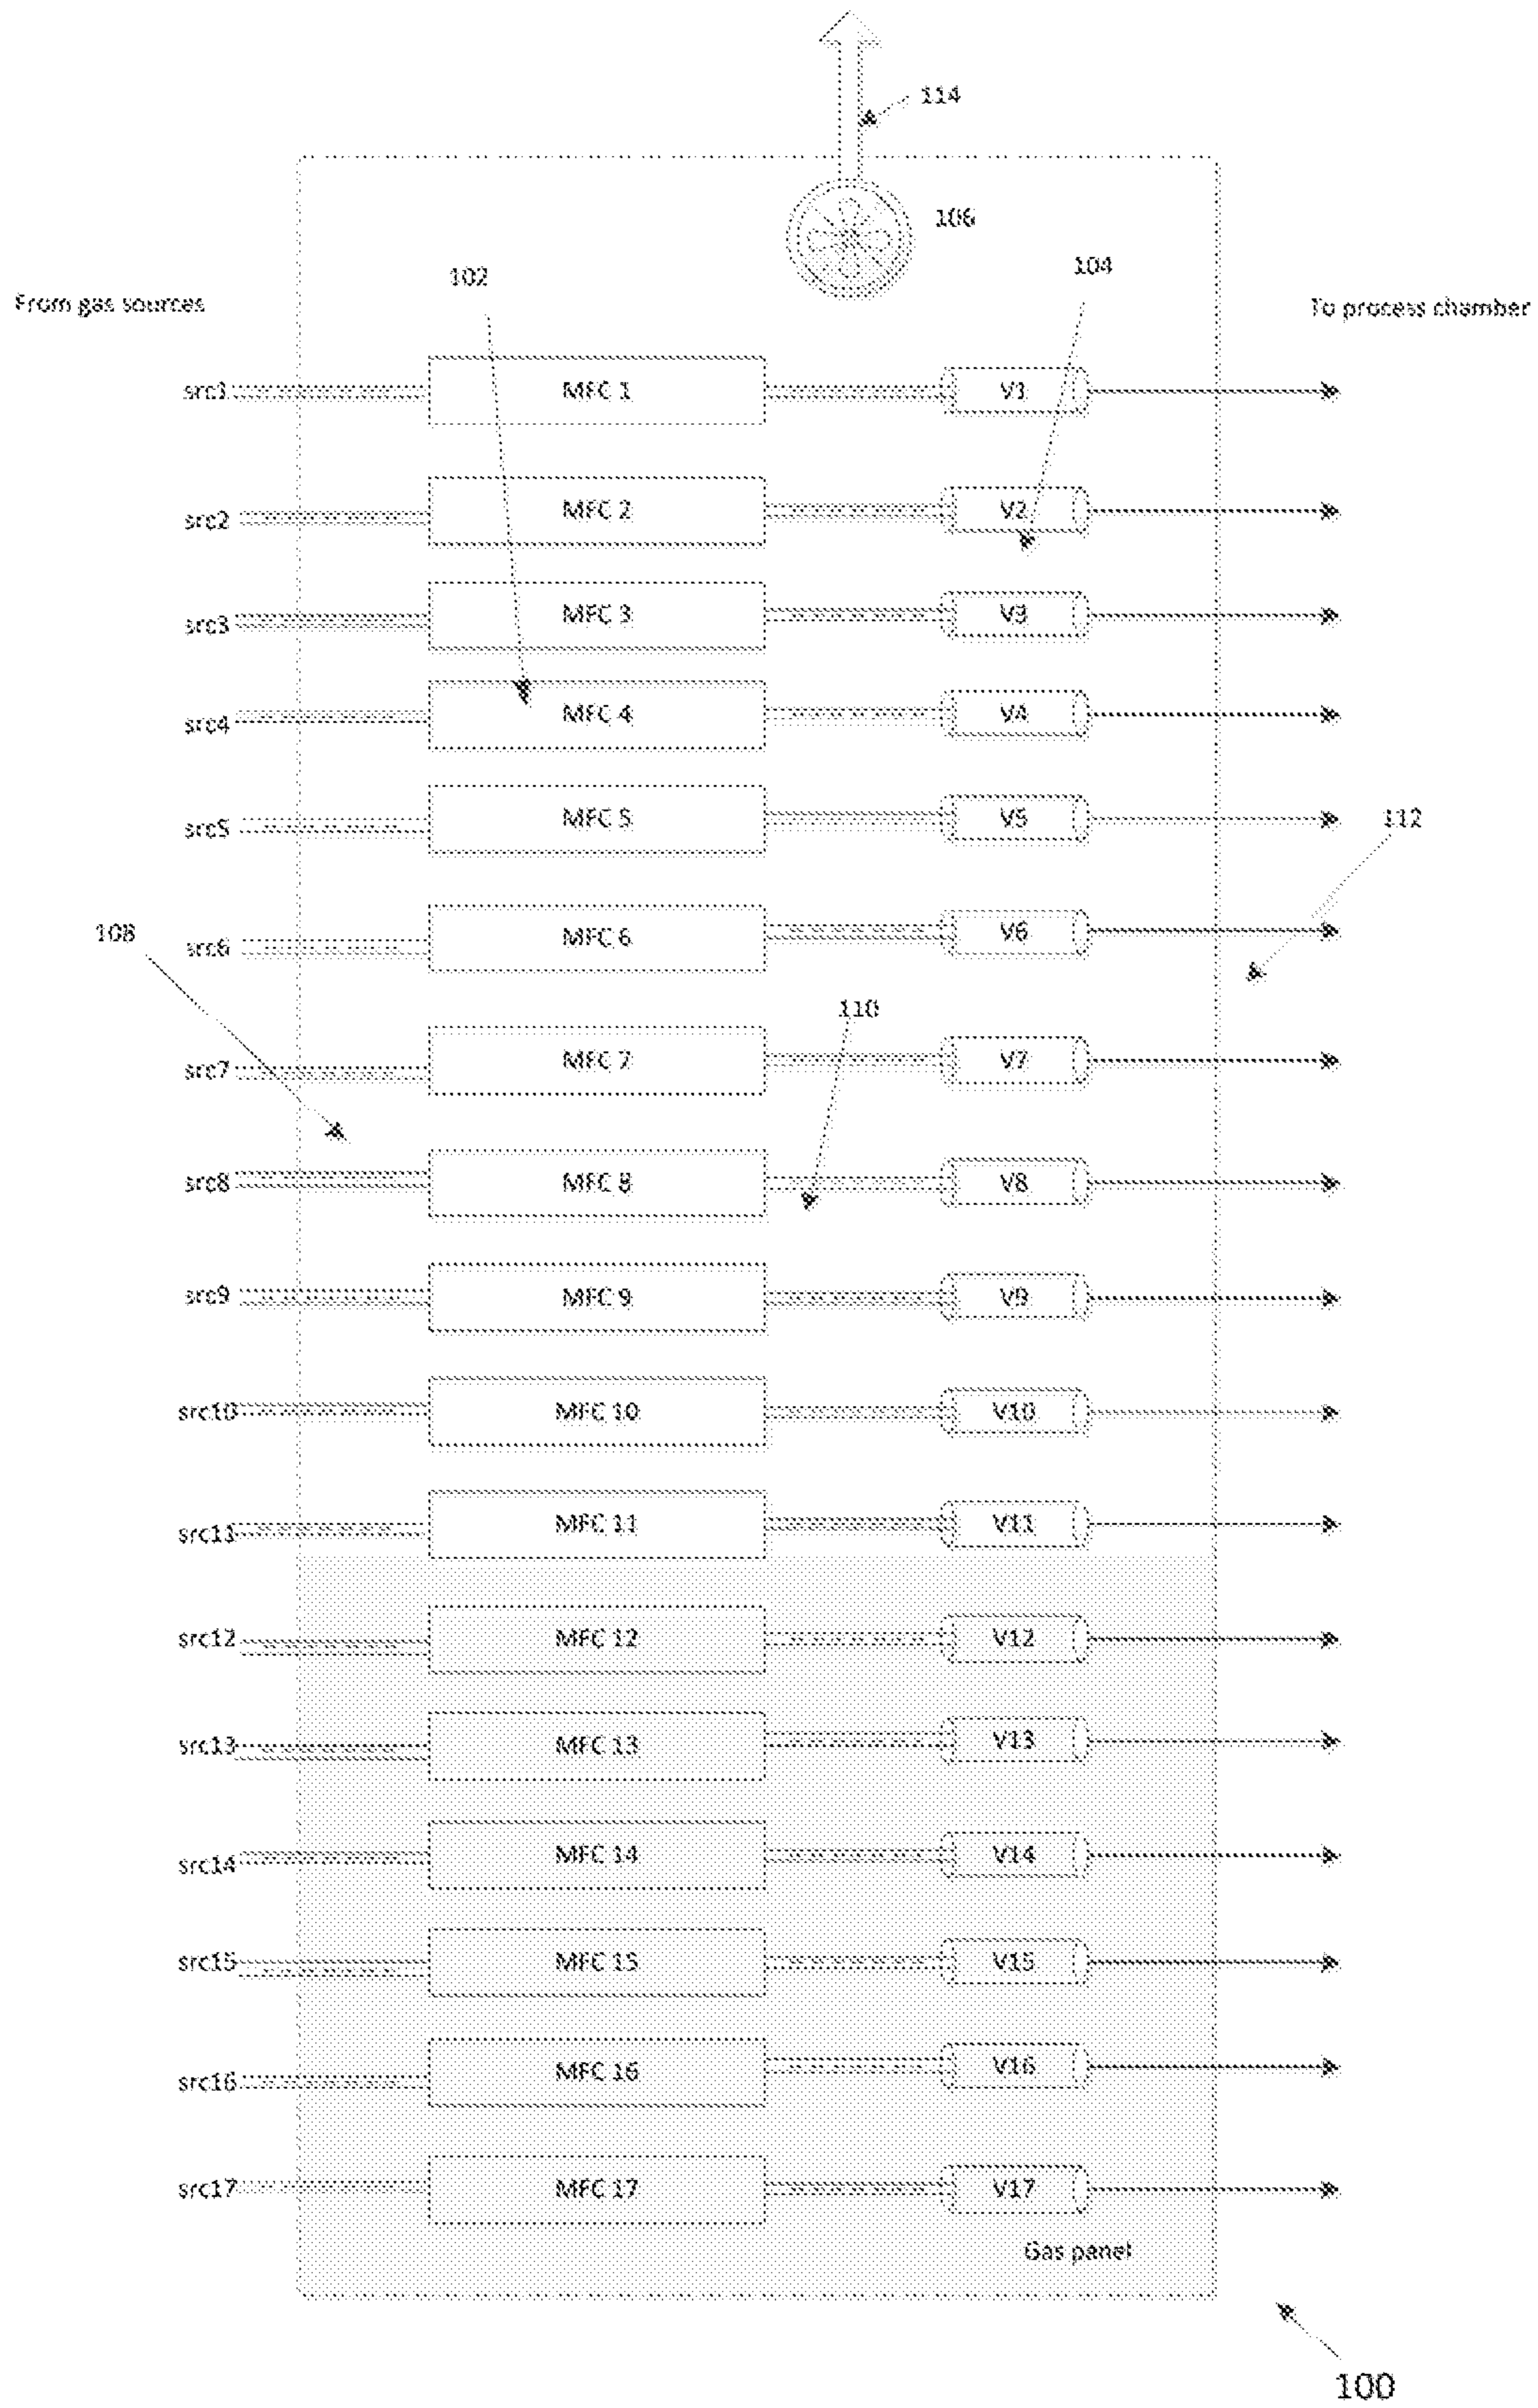 114
106
102
104
From gas sources
To process chamber
src1 MFC 1 V1
src2 MFC 2 V2
src3 MFC 3 V3
src4 MFC 4 V4
src5 MFC 5 V5
112
src6 MFC 6 V6
108
110
src7 MFC 7 V7
src8 MFC 8 V8
src9 MFC 9 V9
src10 MFC 10 V10
src11 MFC 11 V11
src12 MFC 12 V12
src13 MFC 13 V13
src14 MFC 14 V14
src15 MFC 15 V15
src16 MFC 16 V16
src17 MFC 17 V17
Gas panel
100